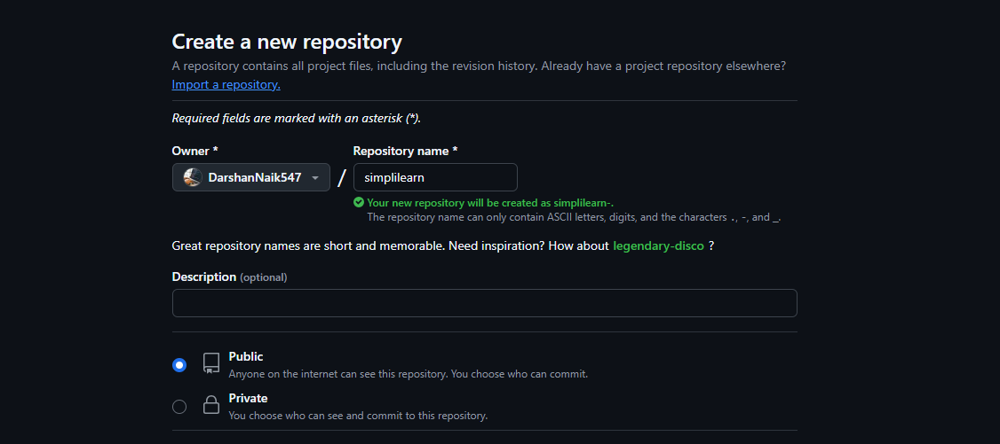 Create a new repository
A repository contains all project files, including the revision history. Already have a project repository elsewhere?
Import a repository.
Required fields are marked with an asterisk (*).
Owner *
Repository name *
DarshanNaik547
/
simplilearn
Your new repository will be created as simplilearn-.
The repository name can only contain ASCII letters, digits, and the characters ., -, and _.
Great repository names are short and memorable. Need inspiration? How about legendary-disco ?
Description (optional)
Public
Anyone on the internet can see this repository. You choose who can commit.
Private
You choose who can see and commit to this repository.